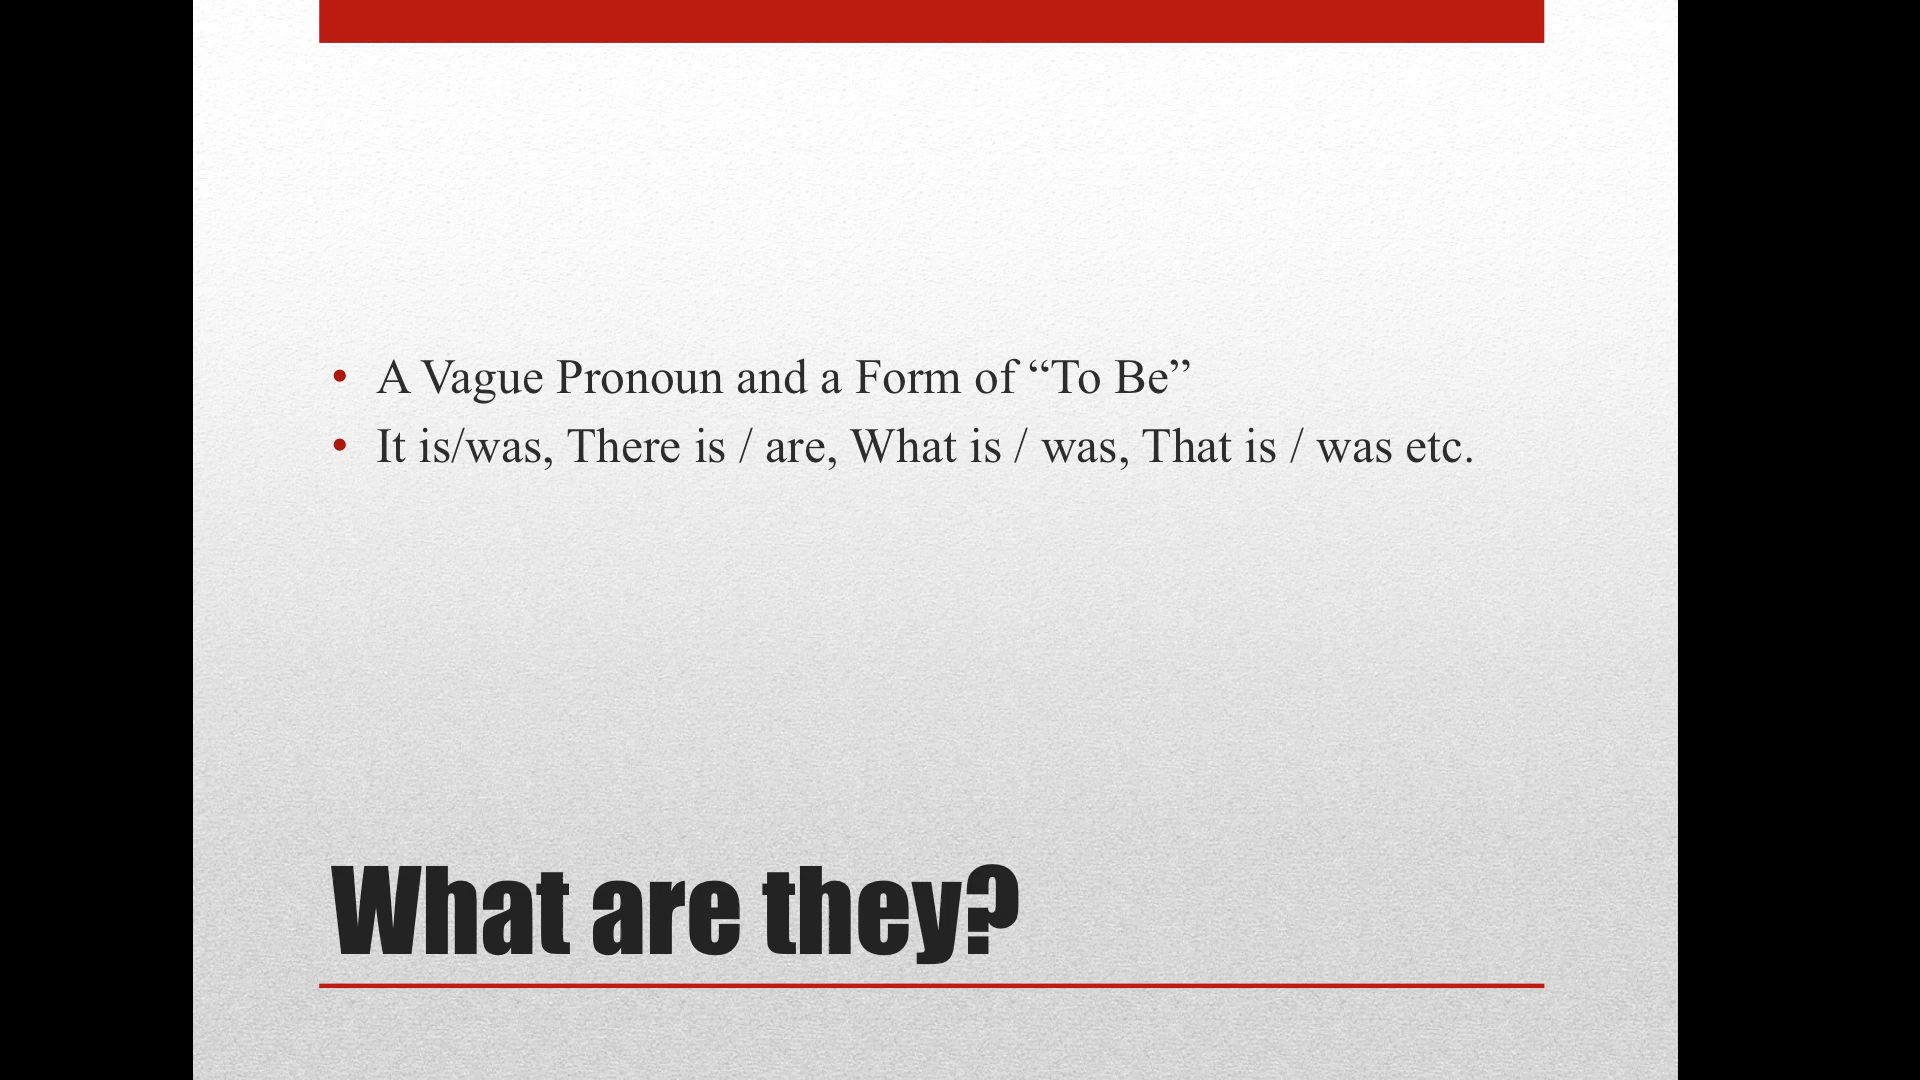 • A Vague Pronoun and a Form of “To Be”
• It is/was, There is / are, What is / was, That is / was etc.
What are they?